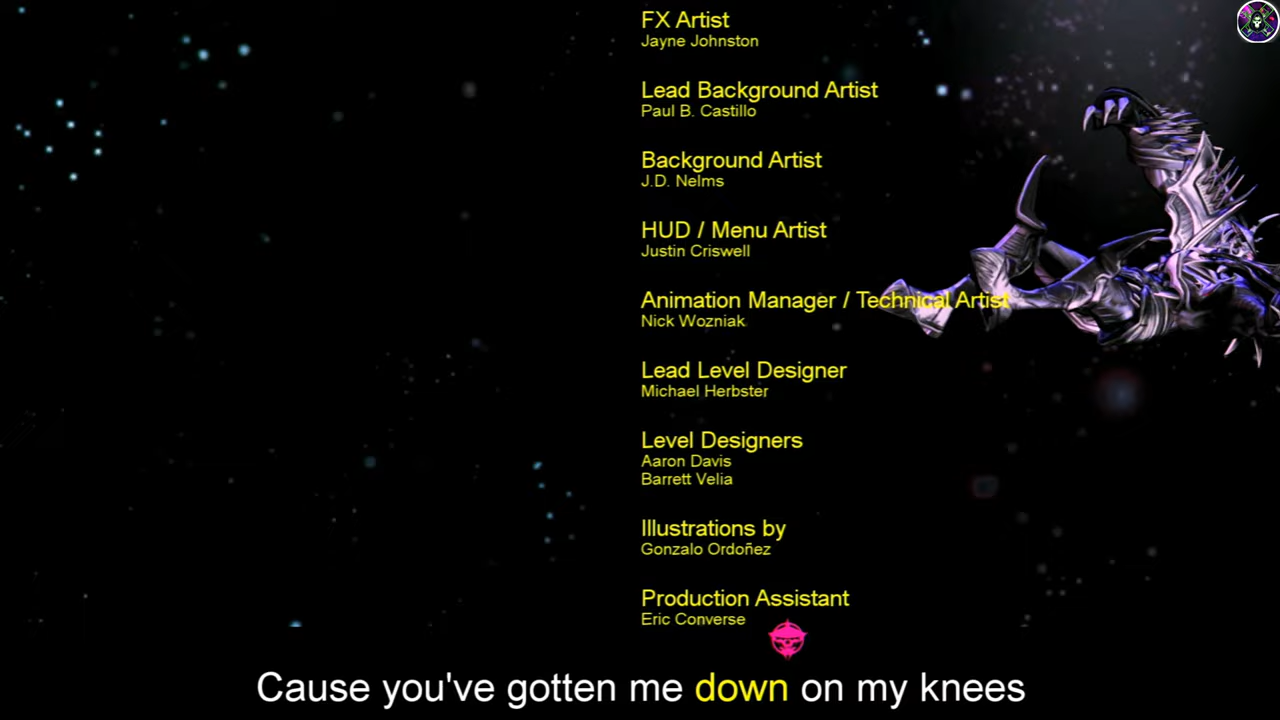 FX Artist
Jayne Johnston
Lead Background Artist
Paul B. Castillo
Background Artist
J.D. Nelms
HUD / Menu Artist
Justin Criswell
Animation Manager / Technical Artist
Nick Wozniak
Lead Level Designer
Michael Herbster
Level Designers
Aaron Davis
Barrett Velia
Illustrations by
Gonzalo Ordoñez
Production Assistant
Eric Converse
Cause you've gotten me down on my knees